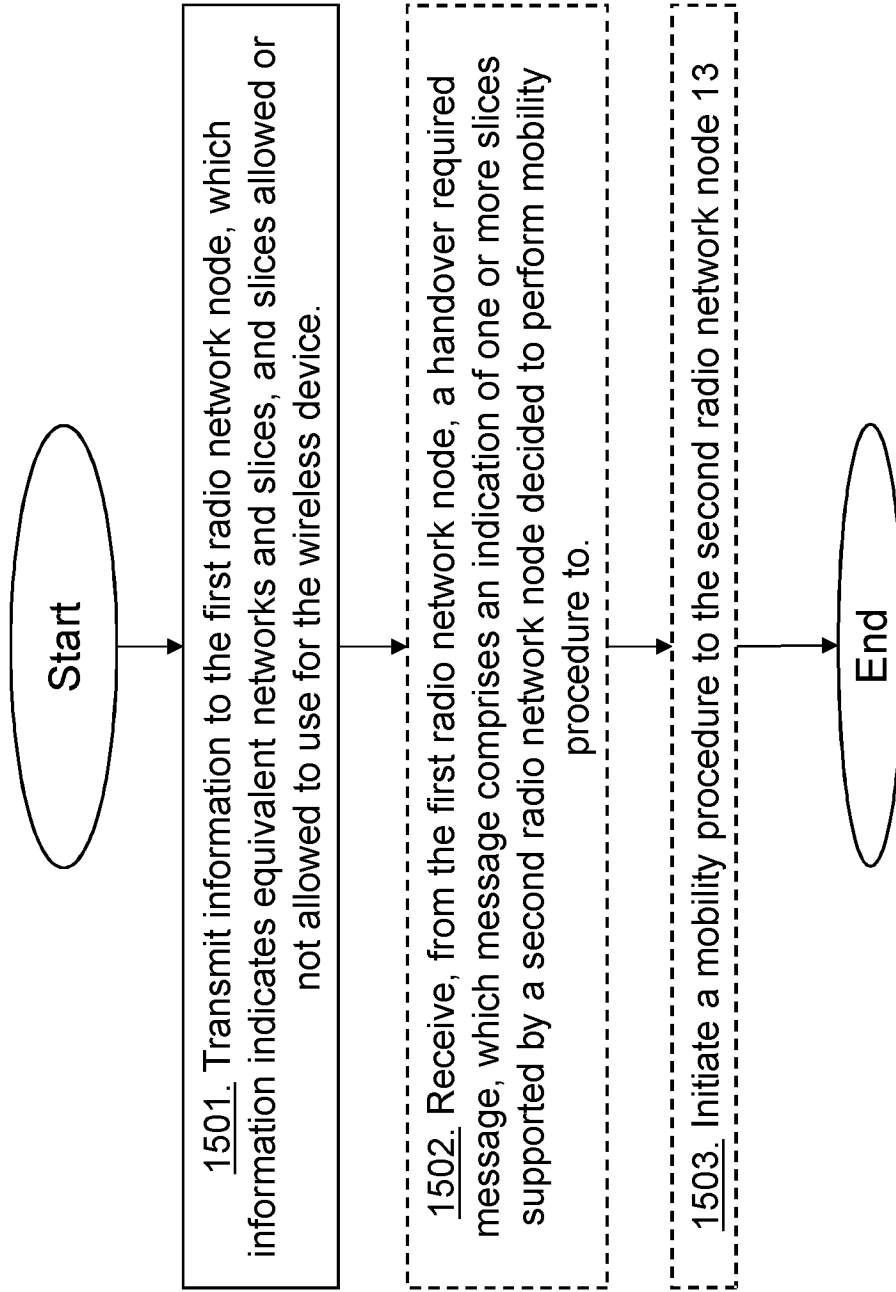 Start
1501. Transmit information to the first radio network node, which
information indicates equivalent networks and slices, and slices allowed or
not allowed to use for the wireless device.
1502. Receive, from the first radio network node, a handover required
message, which message comprises an indication of one or more slices
supported by a second radio network node decided to perform mobility
procedure to.
1503. Initiate a mobility procedure to the second radio network node 13
End